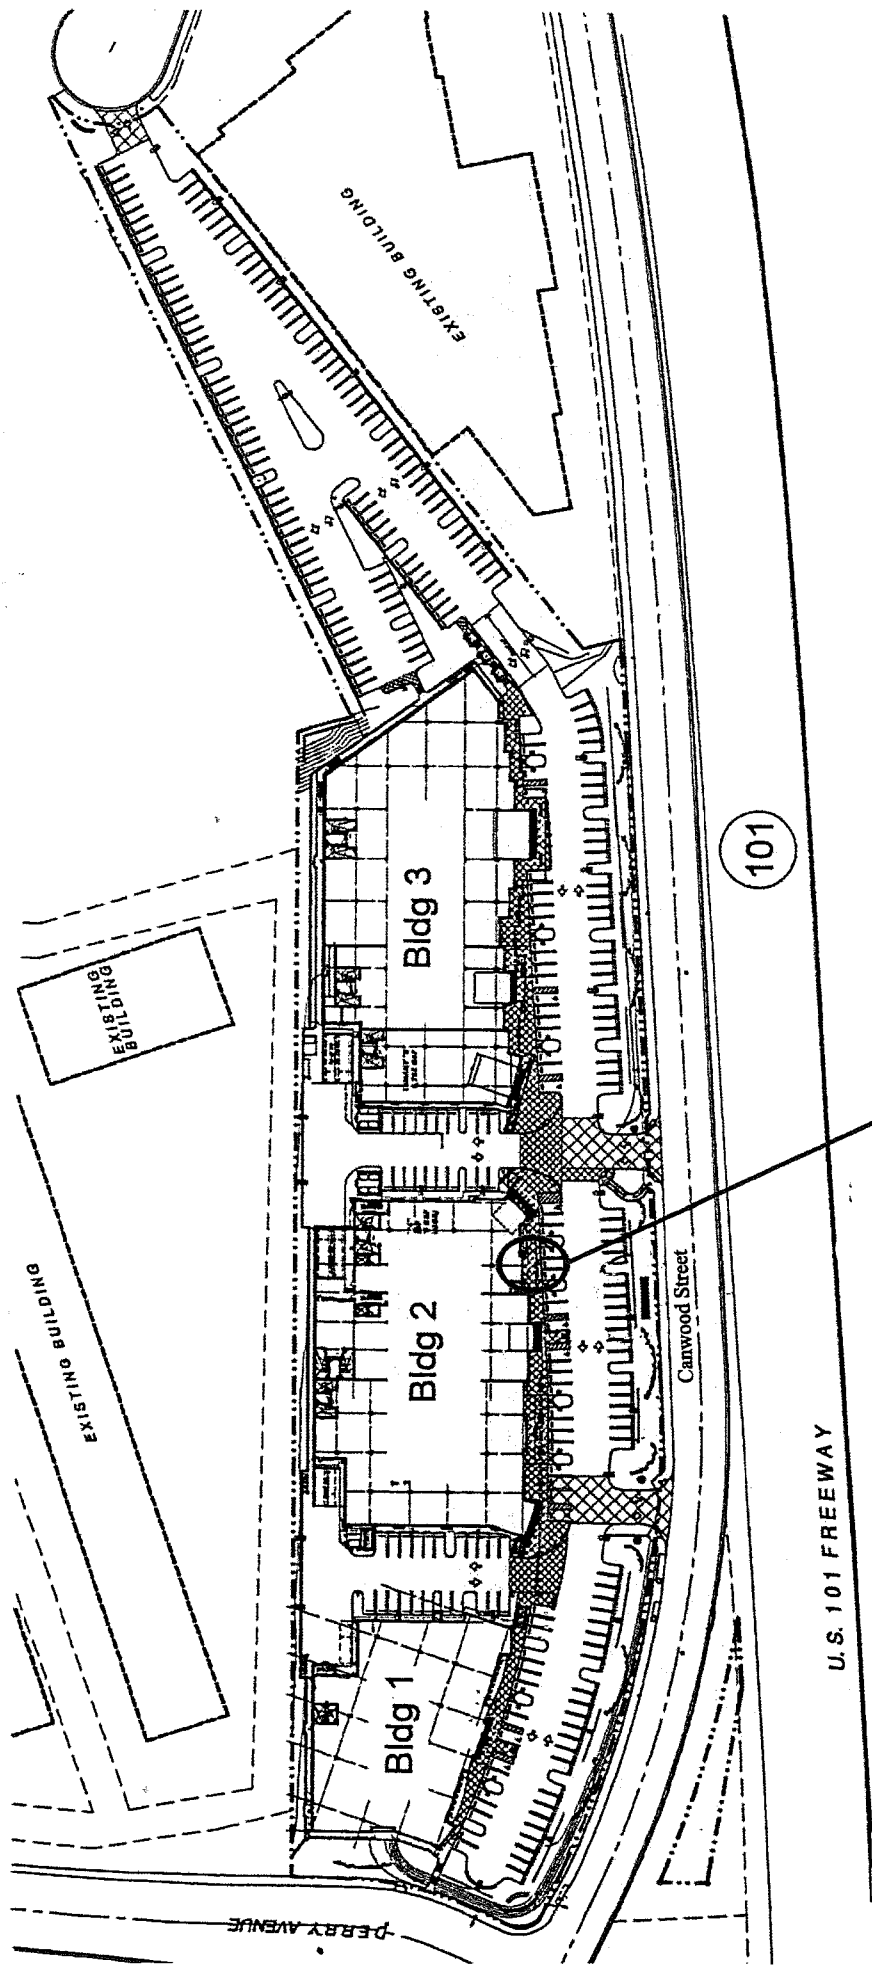 EXISTING BUILDING
EXISTING
BUILDING
Bldg 3
101
EXISTING BUILDING
Bldg 2
Canwood Street
U.S. 101 FREEWAY
Bldg 1
DERRY AVENUE